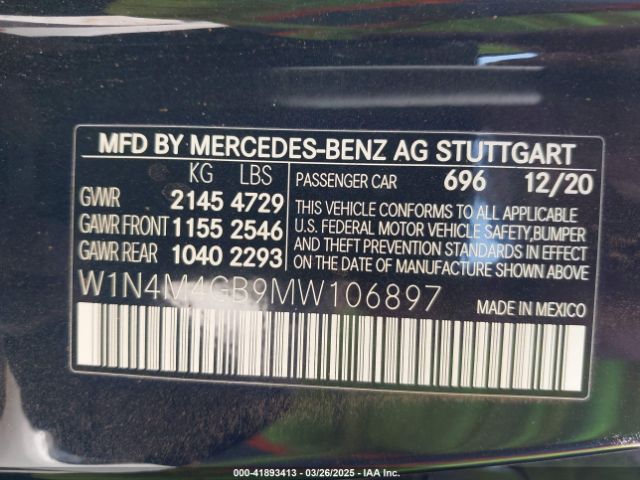 MFD BY MERCEDES-BENZ AG STUTTGART
KG LBS
GVWR 2145 4729
GAWR FRONT 1155 2546
GAWR REAR 1040 2293
PASSENGER CAR 696 12/20
THIS VEHICLE CONFORMS TO ALL APPLICABLE
U.S. FEDERAL MOTOR VEHICLE SAFETY,BUMPER
AND THEFT PREVENTION STANDARDS IN EFFECT
ON THE DATE OF MANUFACTURE SHOWN ABOVE.
W1N4M4GB9MW106897
MADE IN MEXICO
000-41893413 - 03/26/2025 - IAA Inc.